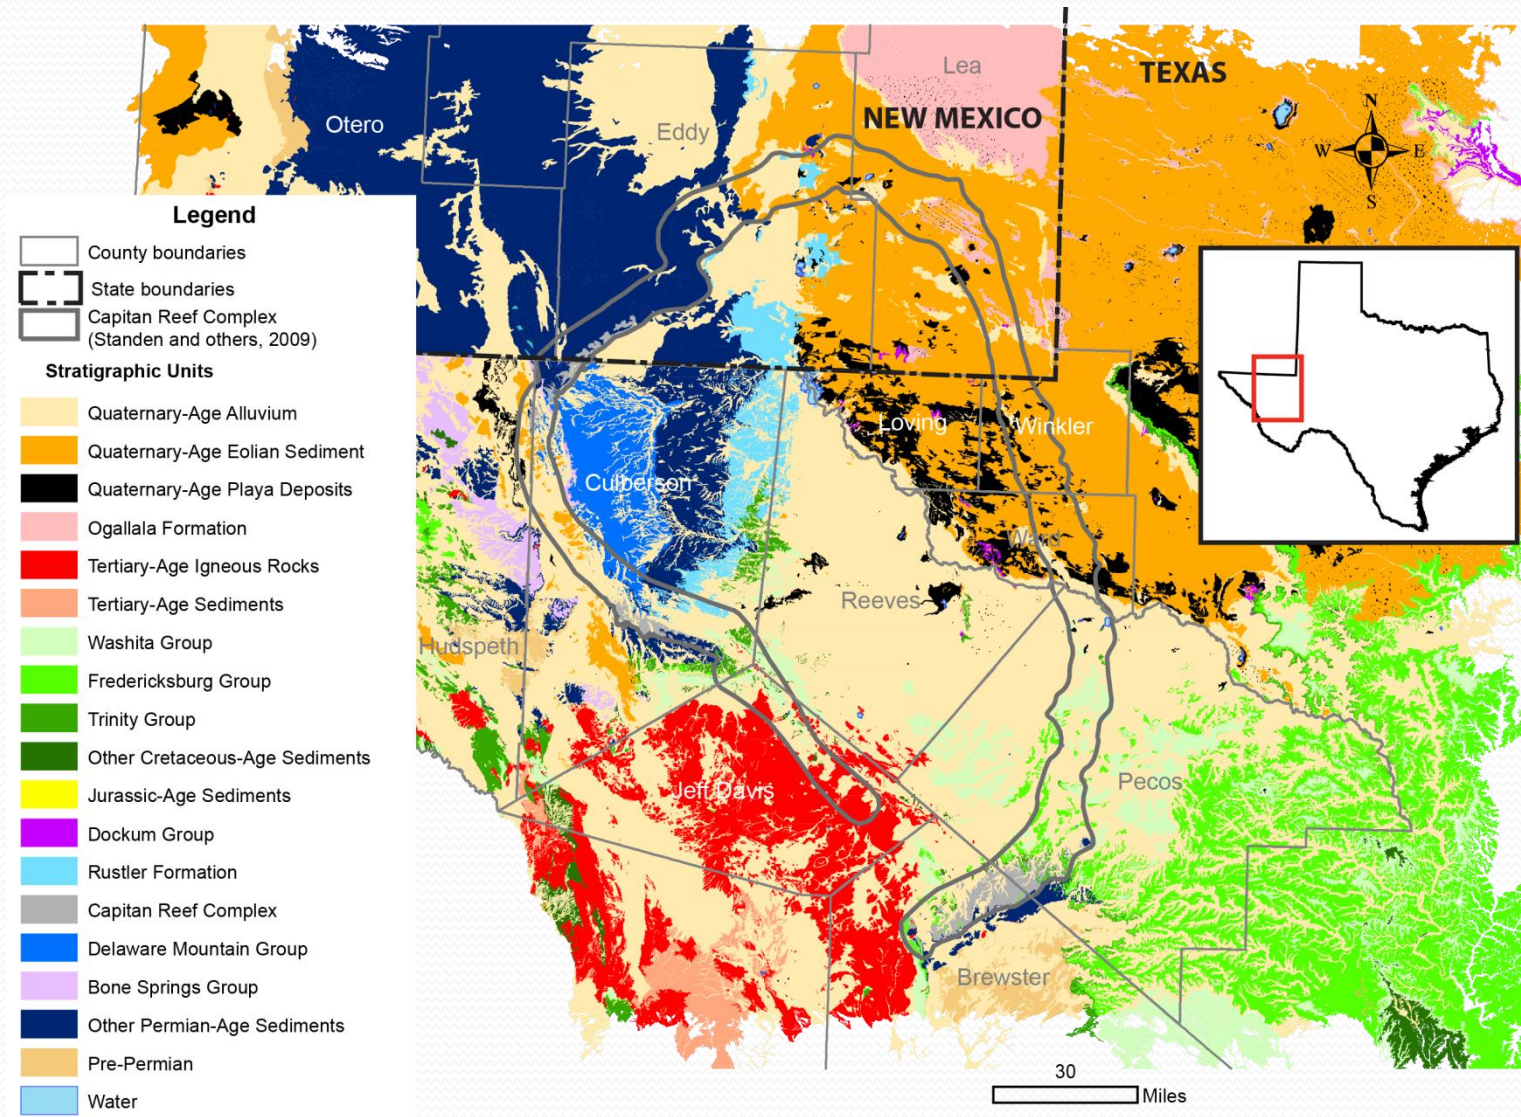 TEXAS
Lea
NEW MEXICO
Otero
Eddy
N
W
E
S
Legend
County boundaries
State boundaries
Capitan Reef Complex
(Standen and others, 2009)
Stratigraphic Units
Quaternary-Age Alluvium
Quaternary-Age Eolian Sediment
Quaternary-Age Playa Deposits
Ogallala Formation
Tertiary-Age Igneous Rocks
Tertiary-Age Sediments
Washita Group
Fredericksburg Group
Trinity Group
Other Cretaceous-Age Sediments
Jurassic-Age Sediments
Dockum Group
Rustler Formation
Capitan Reef Complex
Delaware Mountain Group
Bone Springs Group
Other Permian-Age Sediments
Pre-Permian
Water
Loving
Winkler
Culberson
Ward
Reeves
Hudspeth
Jeff Davis
Pecos
Brewster
30
Miles